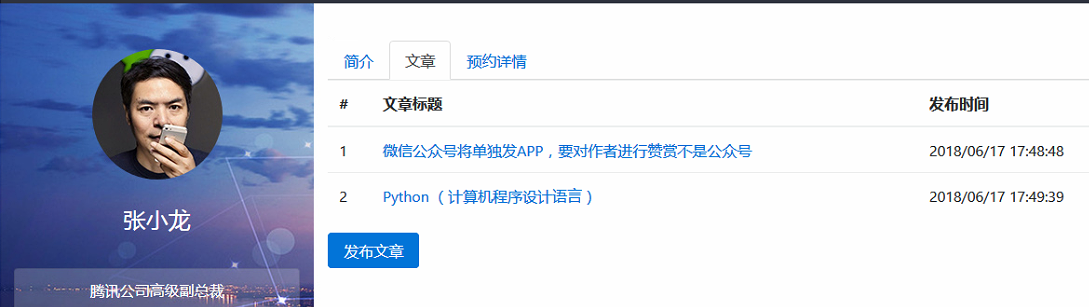 简介 文章 预约详情
# 文章标题 发布时间
1 微信公众号将单独发APP，要对作者进行赞赏不是公众号 2018/06/17 17:48:48
2 Python （计算机程序设计语言） 2018/06/17 17:49:39
发布文章
张小龙
腾讯公司高级副总裁